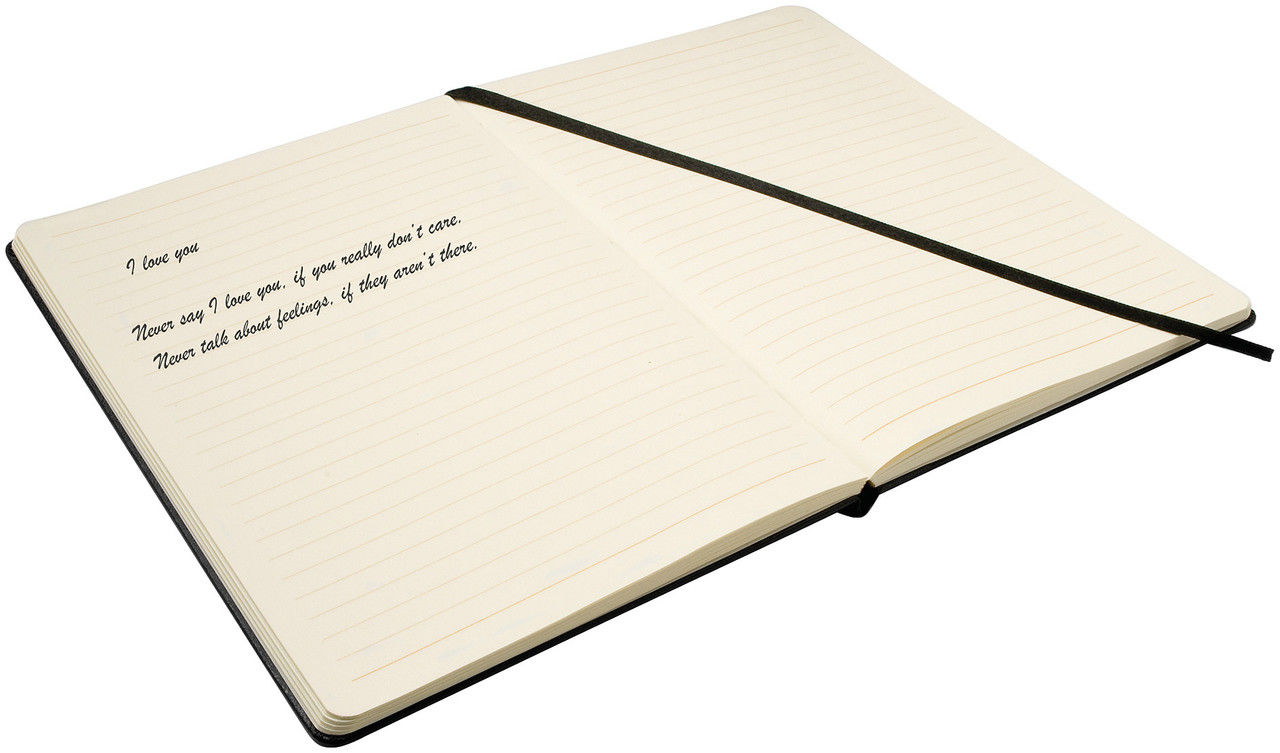 I love you
Never say I love you, if you really don't care.
Never talk about feelings, if they aren't there.